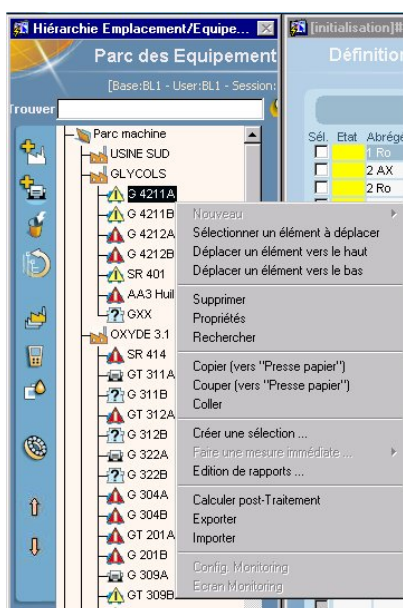 Hiérarchie Emplacement/Equipe...
[initialisation]#
Parc des Equipement
Définition
[Base:BL1 - User:BL1 - Session:
Trouver
Sél. Etat Abrégé
1 Ro
2 AX
2 Ro
Parc machine
USINE SUD
GLYCOLS
G 4211A
G 4211B
G 4212A
G 4212B
SR 401
AA3 Huil
GXX
OXYDE 3.1
SR 414
GT 311A
G 311B
GT 312A
G 312B
G 322A
G 322B
G 304A
G 304B
GT 201A
G 201B
G 309A
GT 309B
Nouveau
Sélectionner un élément à déplacer
Déplacer un élément vers le haut
Déplacer un élément vers le bas
Supprimer
Propriétés
Rechercher
Copier (vers "Presse papier")
Couper (vers "Presse papier")
Coller
Créer une sélection ...
Faire une mesure immédiate ...
Edition de rapports ...
Calculer post-Traitement
Exporter
Importer
Config. Monitoring
Ecran Monitoring